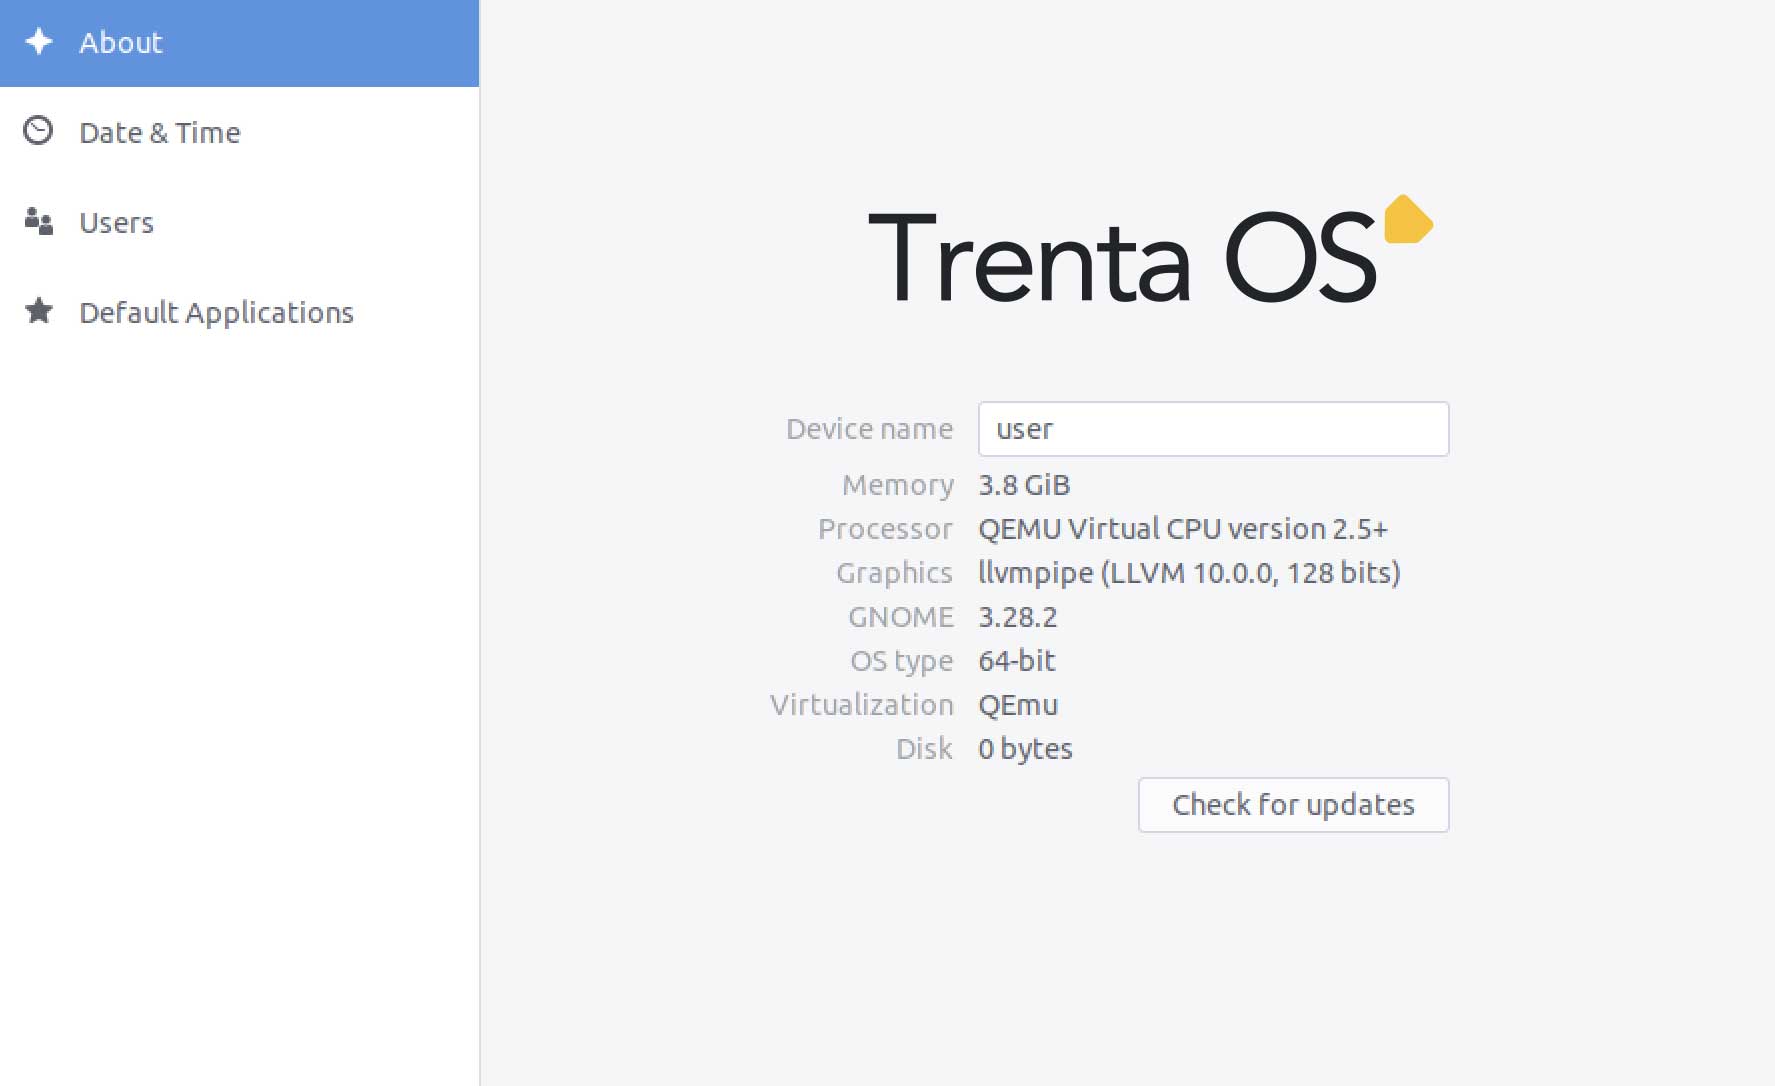 About
Date & Time
Users
Default Applications
Trenta OS
Device name user
Memory 3.8 GiB
Processor QEMU Virtual CPU version 2.5+
Graphics llvmpipe (LLVM 10.0.0, 128 bits)
GNOME 3.28.2
OS type 64-bit
Virtualization QEmu
Disk 0 bytes
Check for updates